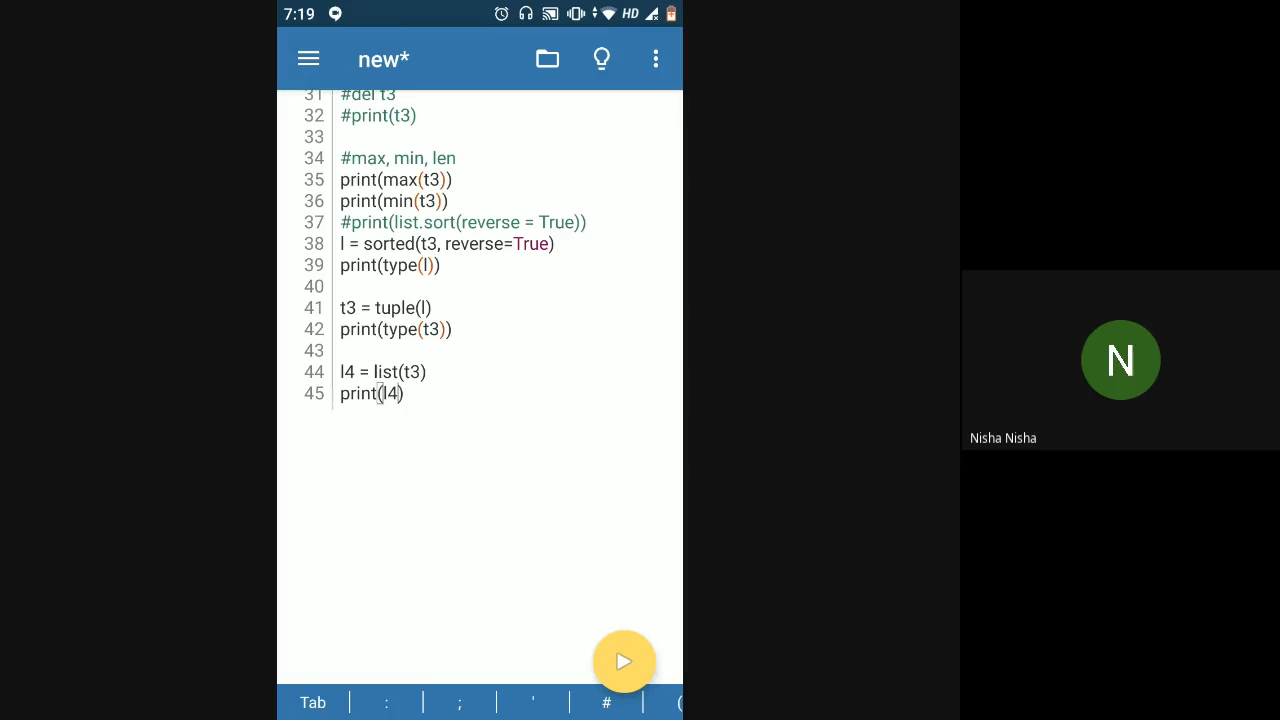 7:19 HD
new*
31 #del t3
32 #print(t3)
33
34 #max, min, len
35 print(max(t3))
36 print(min(t3))
37 #print(list.sort(reverse = True))
38 l = sorted(t3, reverse=True)
39 print(type(l))
40
41 t3 = tuple(l)
42 print(type(t3))
43
44 l4 = list(t3)
45 print(l4)
Tab : ; ' # (
N
Nisha Nisha